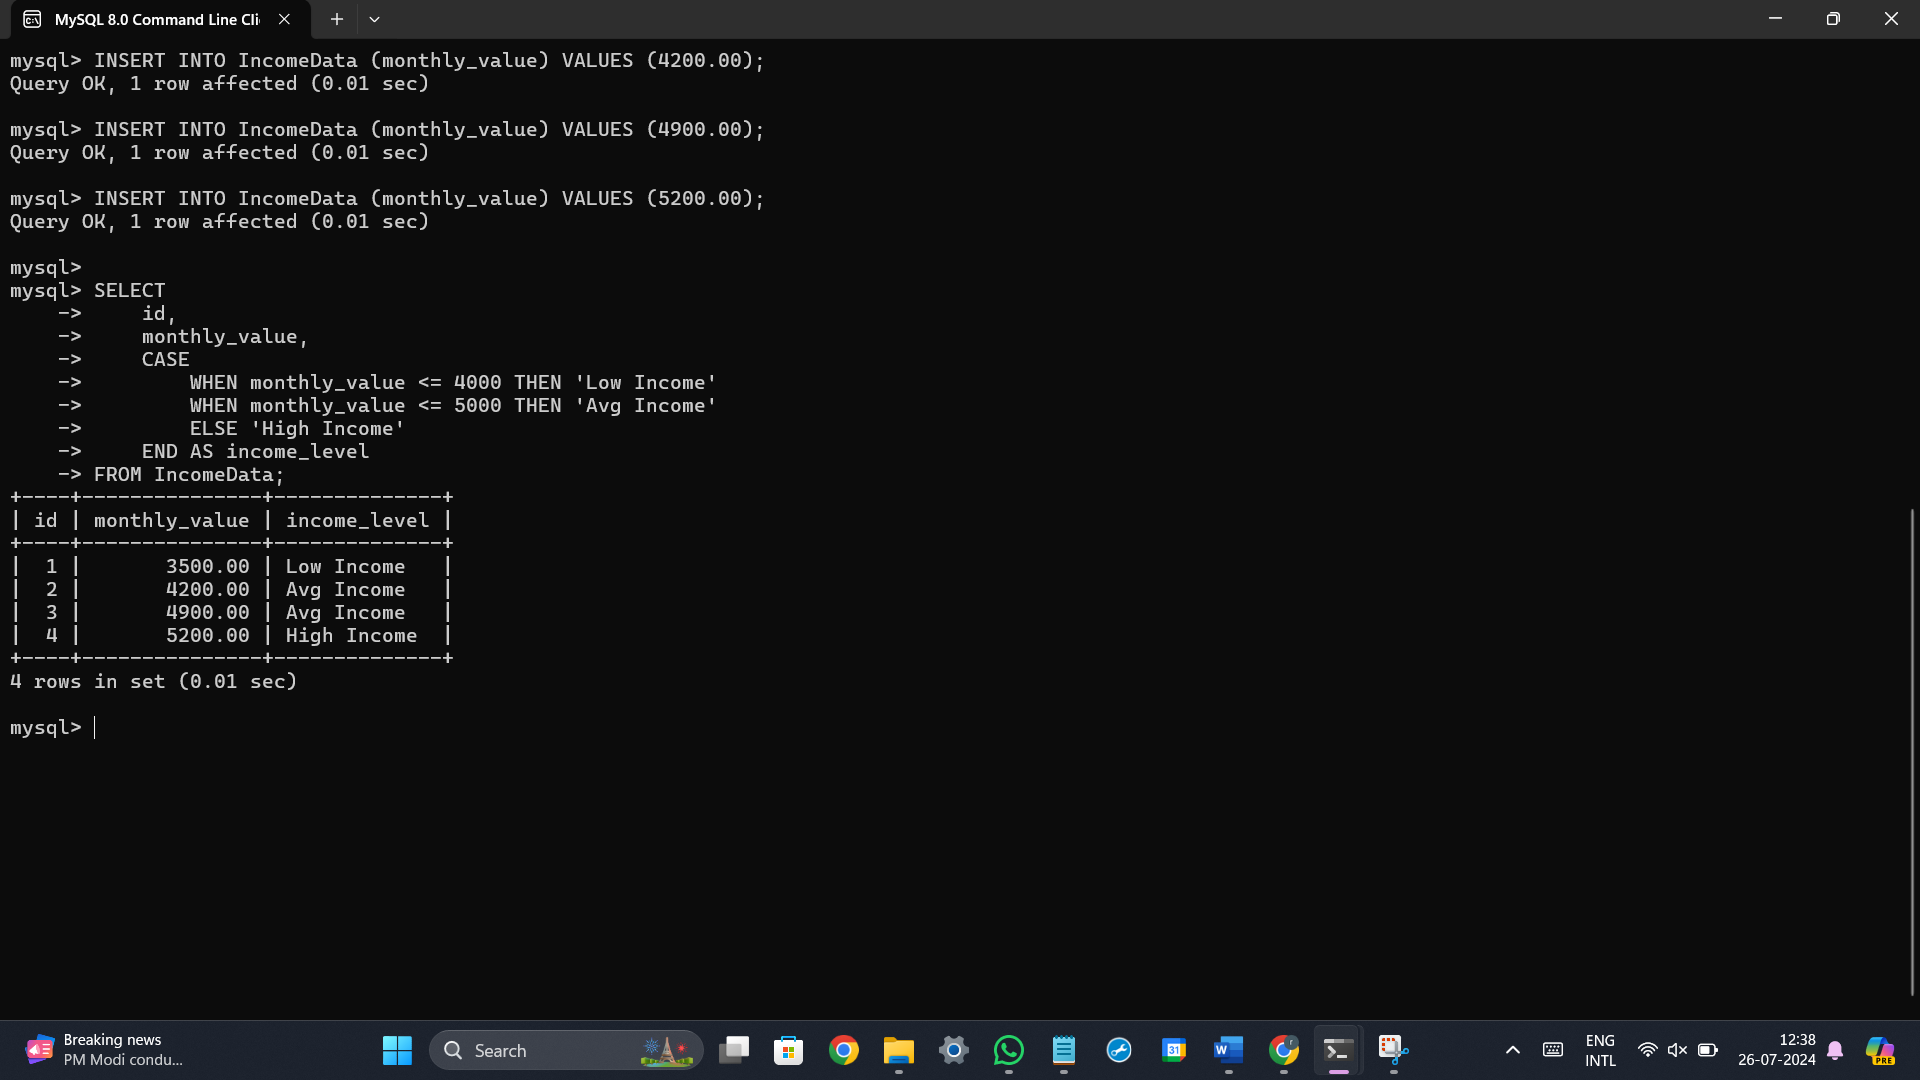 MySQL 8.0 Command Line Cli
mysql> INSERT INTO IncomeData (monthly_value) VALUES (4200.00);
Query OK, 1 row affected (0.01 sec)
mysql> INSERT INTO IncomeData (monthly_value) VALUES (4900.00);
Query OK, 1 row affected (0.01 sec)
mysql> INSERT INTO IncomeData (monthly_value) VALUES (5200.00);
Query OK, 1 row affected (0.01 sec)
mysql>
mysql> SELECT
    ->     id,
    ->     monthly_value,
    ->     CASE
    ->         WHEN monthly_value <= 4000 THEN 'Low Income'
    ->         WHEN monthly_value <= 5000 THEN 'Avg Income'
    ->         ELSE 'High Income'
    ->     END AS income_level
    -> FROM IncomeData;
+----+---------------+--------------+
| id | monthly_value | income_level |
+----+---------------+--------------+
|  1 |       3500.00 | Low Income   |
|  2 |       4200.00 | Avg Income   |
|  3 |       4900.00 | Avg Income   |
|  4 |       5200.00 | High Income  |
+----+---------------+--------------+
4 rows in set (0.01 sec)
mysql>
Breaking news
PM Modi condu...
Search
31
W
r
ENG
INTL
12:38
26-07-2024
PRE